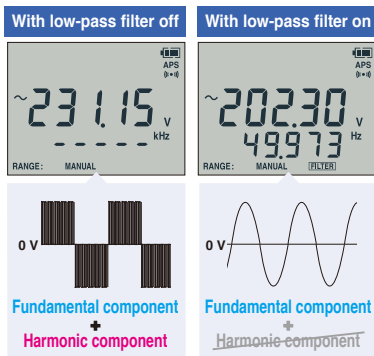 With low-pass filter off
APS
~231.15 V
----- kHz
RANGE: MANUAL
0 V
Fundamental component
+
Harmonic component
With low-pass filter on
APS
~202.30 V
49.973 Hz
RANGE: MANUAL FILTER
0 V
Fundamental component
+
Harmonic component